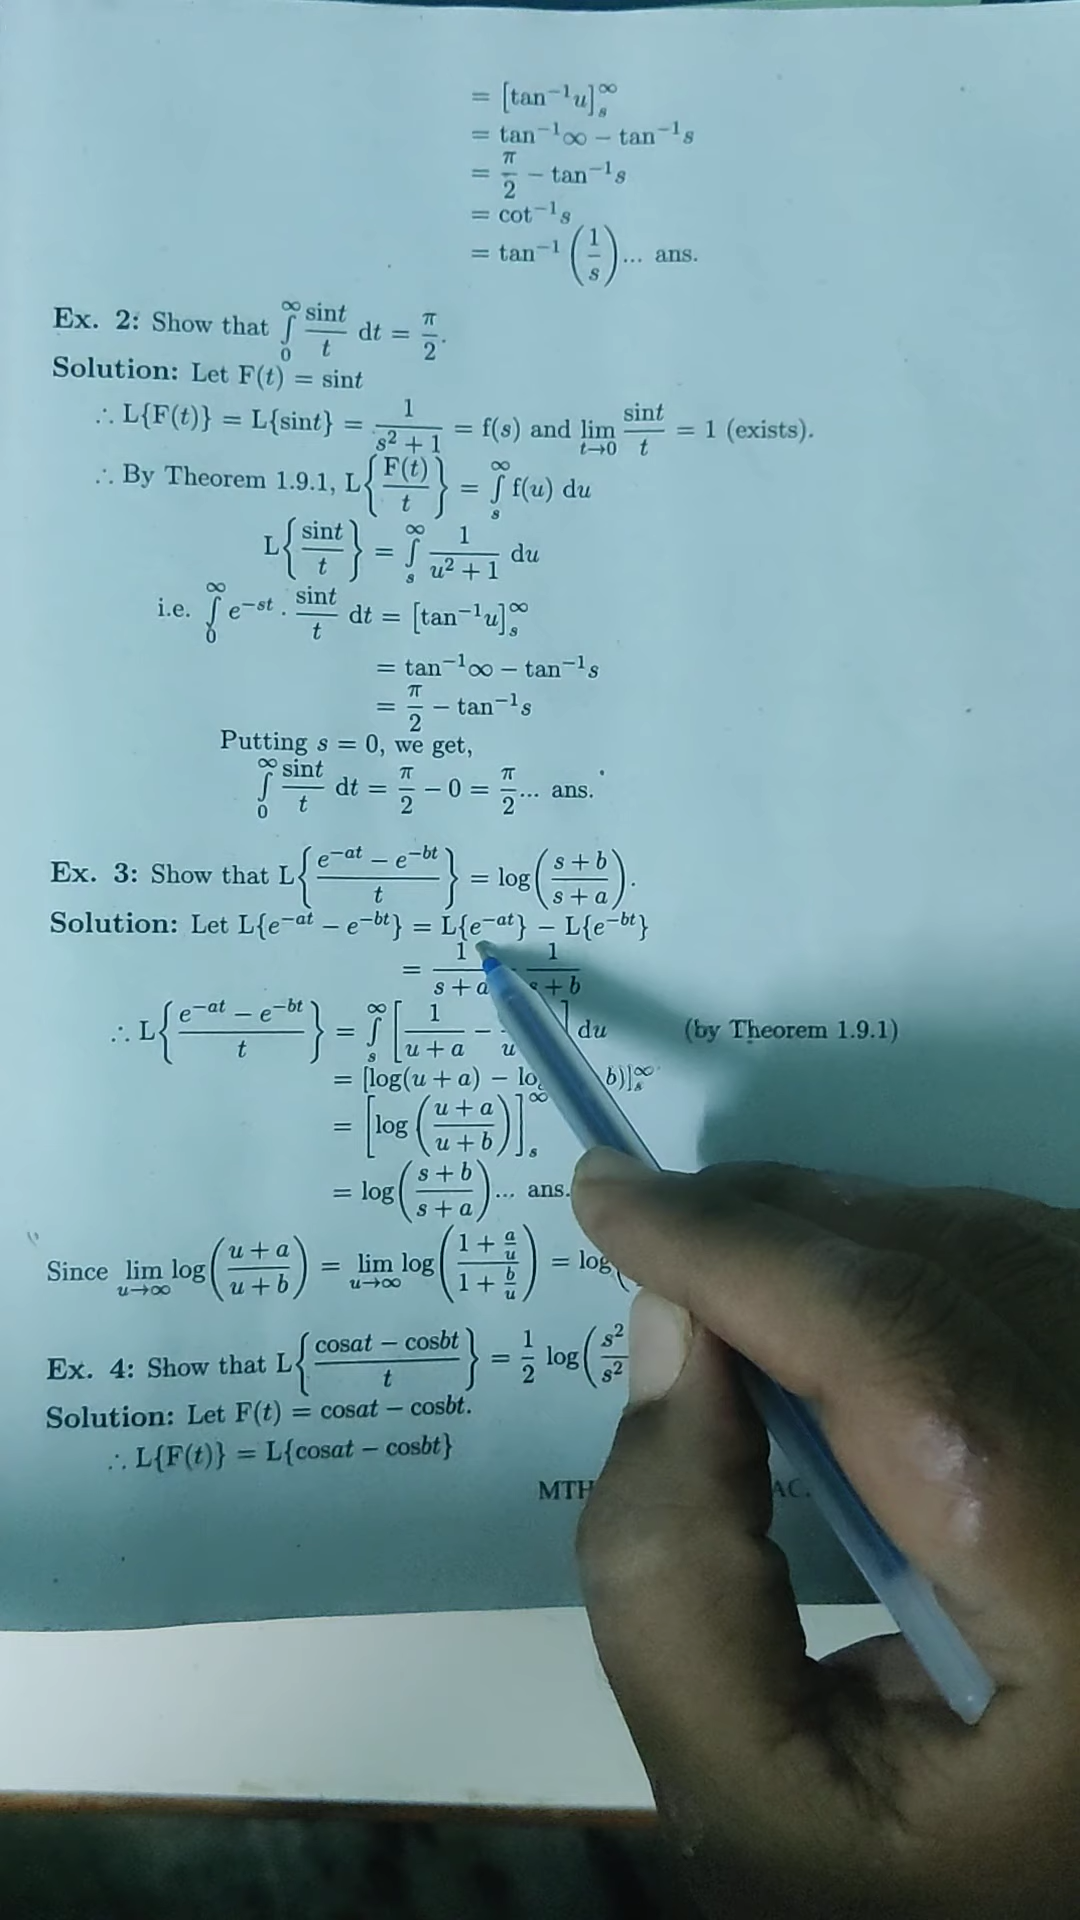 = [tan⁻¹u]ₛ^∞
= tan⁻¹∞ − tan⁻¹s
= π/2 − tan⁻¹s
= cot⁻¹s
= tan⁻¹ (1/s)... ans.
Ex. 2: Show that ∫₀^∞ sint/t dt = π/2.
Solution: Let F(t) = sint
∴ L{F(t)} = L{sint} = 1/(s² + 1) = f(s) and lim_{t→0} sint/t = 1 (exists).
∴ By Theorem 1.9.1, L{F(t)/t} = ∫ₛ^∞ f(u) du
L{sint/t} = ∫ₛ^∞ 1/(u² + 1) du
i.e. ∫₀^∞ e^{−st} · sint/t dt = [tan⁻¹u]ₛ^∞
= tan⁻¹∞ − tan⁻¹s
= π/2 − tan⁻¹s
Putting s = 0, we get,
∫₀^∞ sint/t dt = π/2 − 0 = π/2... ans.
Ex. 3: Show that L{(e^{−at} − e^{−bt})/t} = log((s + b)/(s + a)).
Solution: Let L{e^{−at} − e^{−bt}} = L{e^{−at}} − L{e^{−bt}}
= 1/(s + a) 1/(s + b)
∴ L{(e^{−at} − e^{−bt})/t} = ∫ₛ^∞ [1/(u + a) − u ] du (by Theorem 1.9.1)
= [log(u + a) − b)]ₛ^∞
= [log ((u + a)/(u + b))]ₛ^∞
= log((s + b)/(s + a))... ans.
Since lim_{u→∞} log((u + a)/(u + b)) = lim_{u→∞} log((1 + a/u)/(1 + b/u)) = log(
Ex. 4: Show that L{(cosat − cosbt)/t} = 1/2 log(s²/s²
Solution: Let F(t) = cosat − cosbt.
∴ L{F(t)} = L{cosat − cosbt}
MTH AC.